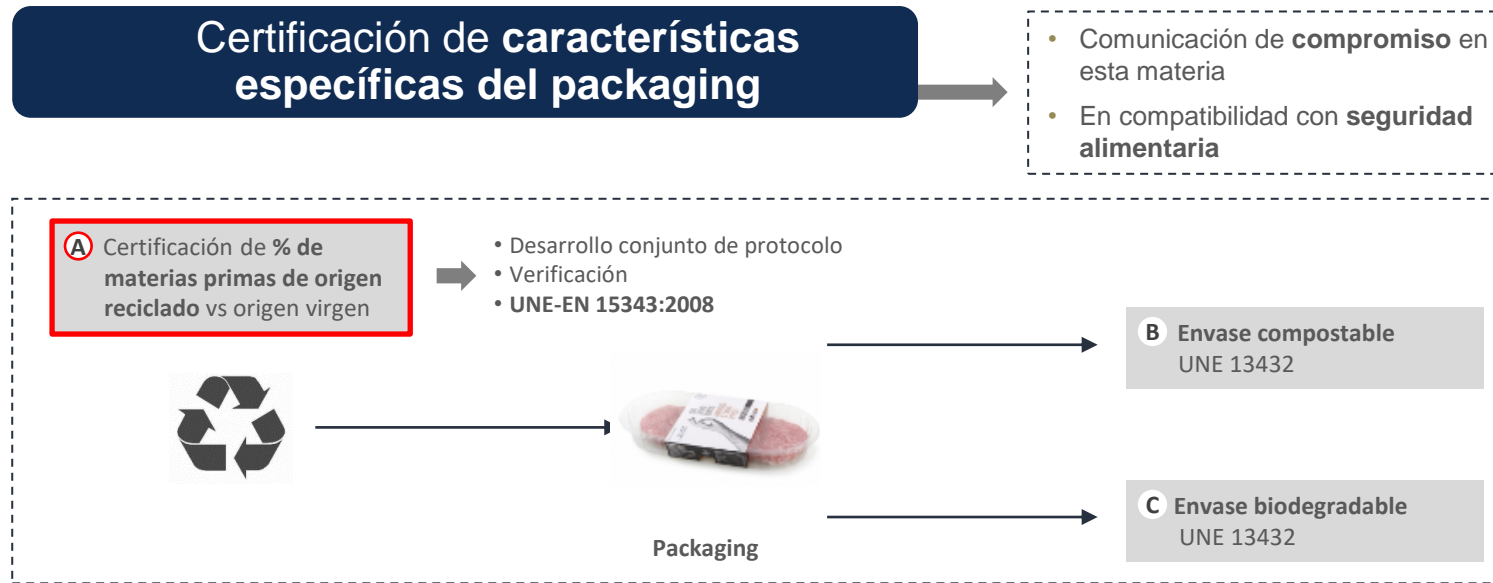 Certificación de características
específicas del packaging
• Comunicación de compromiso en
esta materia
• En compatibilidad con seguridad
alimentaria
A Certificación de % de
materias primas de origen
reciclado vs origen virgen
• Desarrollo conjunto de protocolo
• Verificación
• UNE-EN 15343:2008
B Envase compostable
UNE 13432
Packaging
C Envase biodegradable
UNE 13432